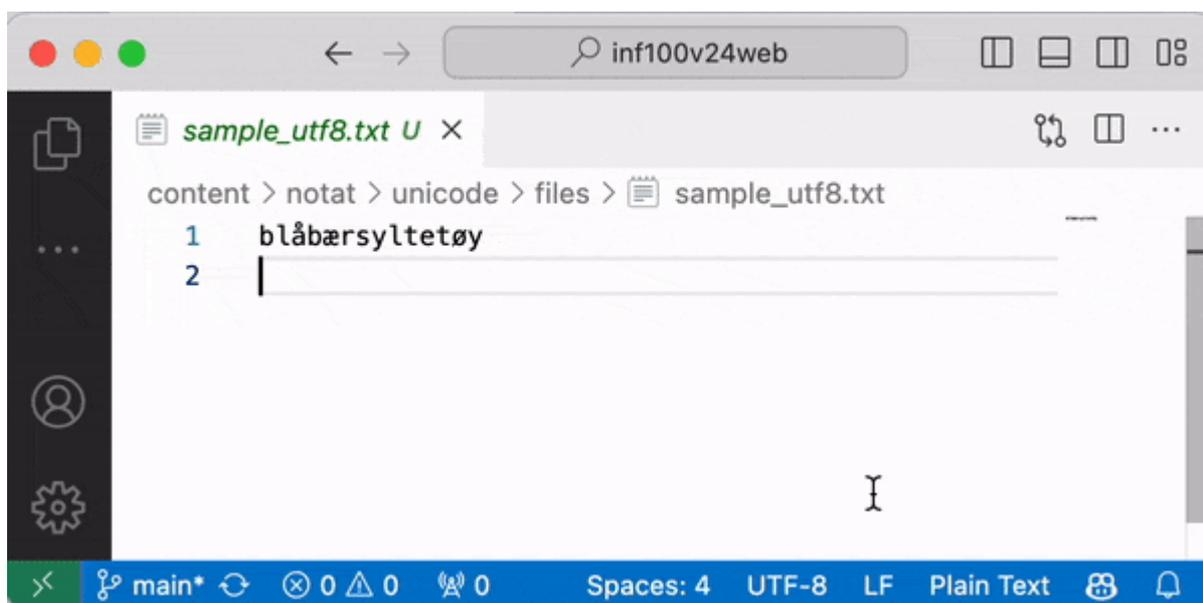 inf100v24web
sample_utf8.txt U
content > notat > unicode > files > sample_utf8.txt
1 blåbærsyltetøy
2
main* 0 0 0 Spaces: 4 UTF-8 LF Plain Text